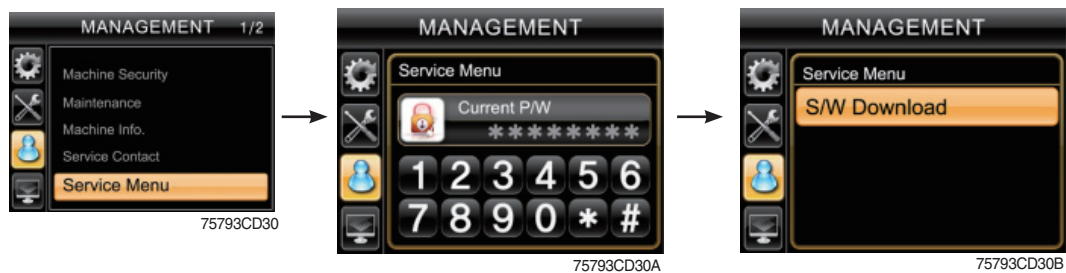 MANAGEMENT 1/2
Machine Security
Maintenance
Machine Info.
Service Contact
Service Menu
75793CD30
MANAGEMENT
Service Menu
Current P/W
********
1 2 3 4 5 6
7 8 9 0 * #
75793CD30A
MANAGEMENT
Service Menu
S/W Download
75793CD30B